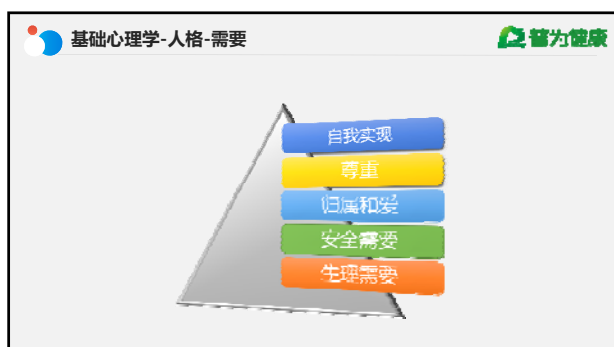 基础心理学-人格-需要
普为健康
自我实现
尊重
归属和爱
安全需要
生理需要